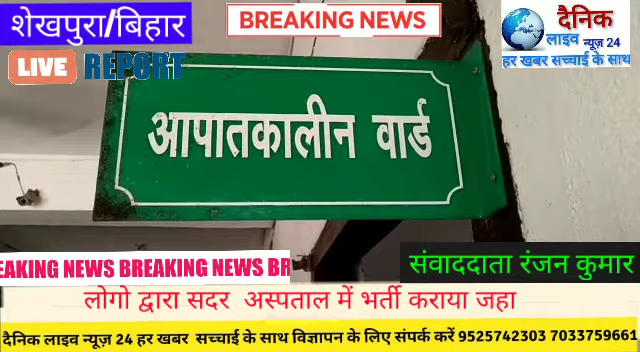 शेखपुरा/बिहार
BREAKING NEWS
दैनिक
लाइव न्यूज़ 24
हर खबर सच्चाई के साथ
LIVE REPORT
आपातकालीन वार्ड
EAKING NEWS BREAKING NEWS BR
संवाददाता रंजन कुमार
लोगो द्वारा सदर अस्पताल में भर्ती कराया जहा
दैनिक लाइव न्यूज़ 24 हर खबर सच्चाई के साथ विज्ञापन के लिए संपर्क करें 9525742303 7033759661